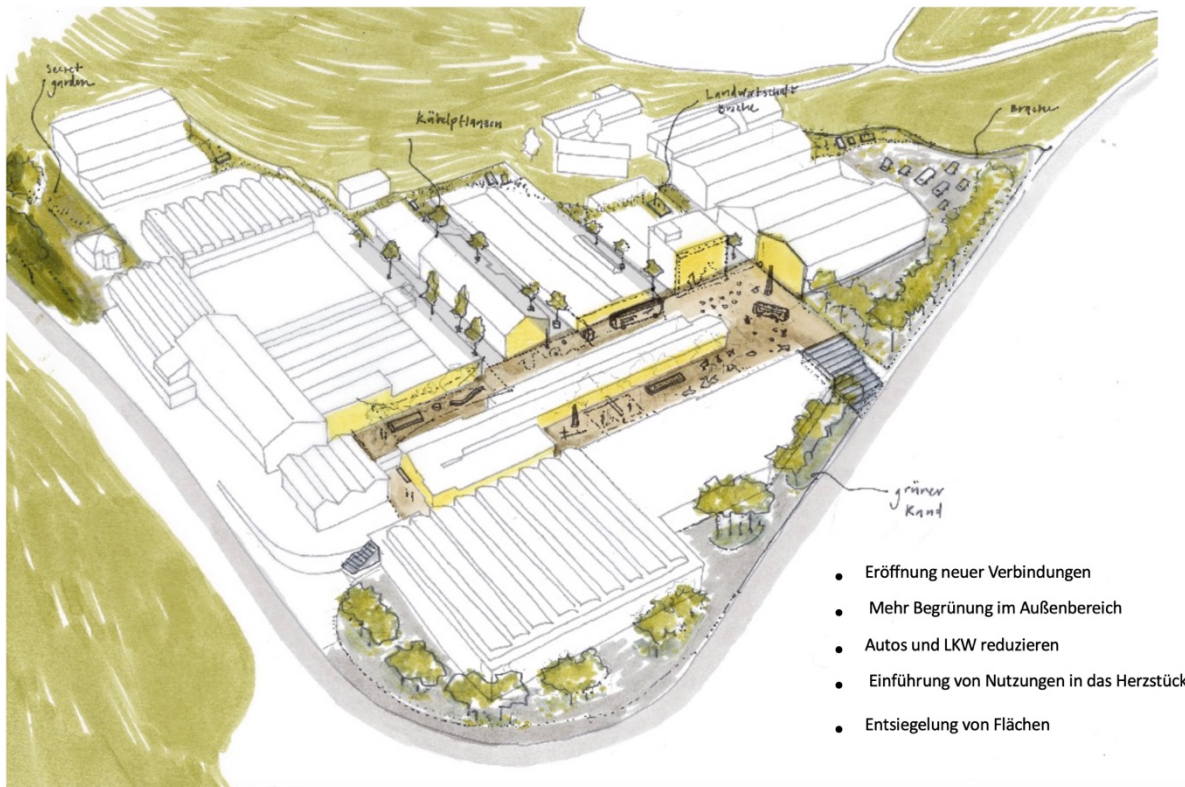 Secret
garden
Kübelpflanzen
Landwirtschaft
Brache
Brache
grüner
Rand
Eröffnung neuer Verbindungen
Mehr Begrünung im Außenbereich
Autos und LKW reduzieren
Einführung von Nutzungen in das Herzstück
Entsiegelung von Flächen